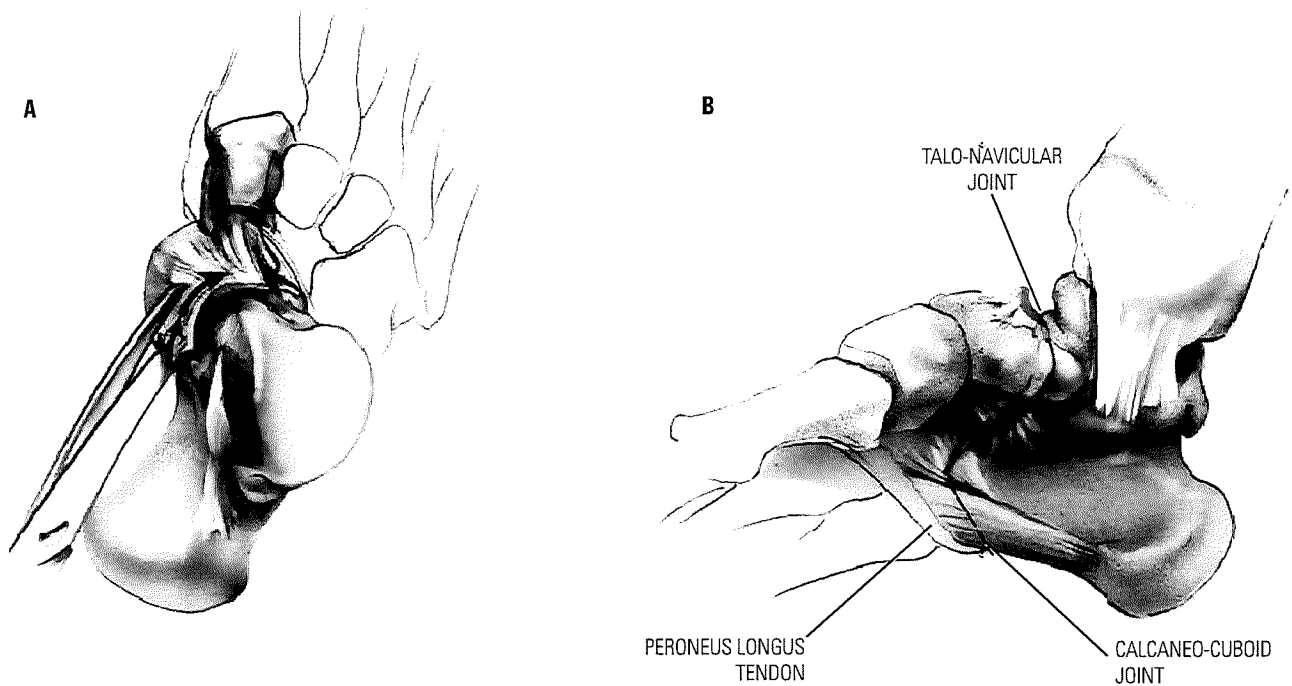 A
B
TALO-NAVICULAR
JOINT
PERONEUS LONGUS
TENDON
CALCANEO-CUBOID
JOINT